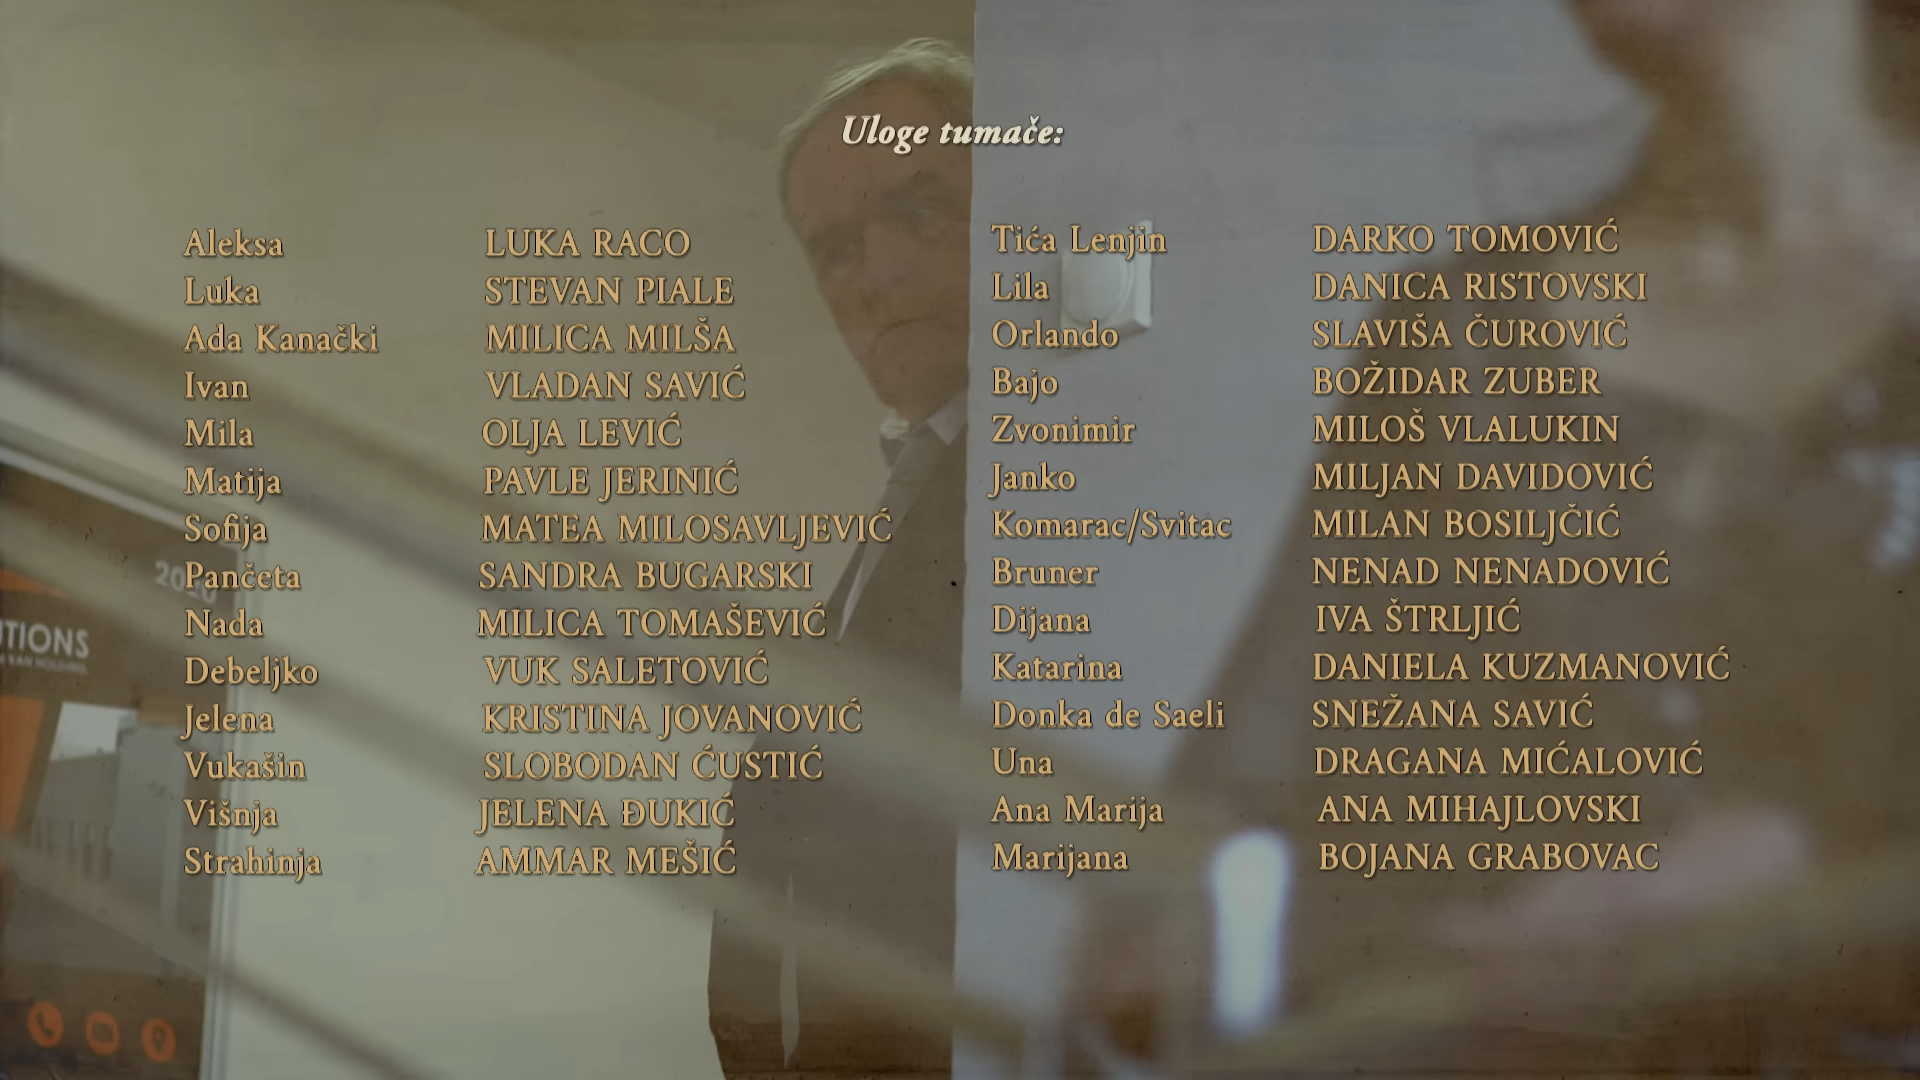 Uloge tumače:
Aleksa LUKA RACO
Luka STEVAN PIALE
Ada Kanački MILICA MILŠA
Ivan VLADAN SAVIĆ
Mila OLJA LEVIĆ
Matija PAVLE JERINIĆ
Sofija MATEA MILOSAVLJEVIĆ
Pančeta SANDRA BUGARSKI
Nada MILICA TOMAŠEVIĆ
Debeljko VUK SALETOVIĆ
Jelena KRISTINA JOVANOVIĆ
Vukašin SLOBODAN ĆUSTIĆ
Višnja JELENA ĐUKIĆ
Strahinja AMMAR MEŠIĆ
Tića Lenjin DARKO TOMOVIĆ
Lila DANICA RISTOVSKI
Orlando SLAVIŠA ČUROVIĆ
Bajo BOŽIDAR ZUBER
Zvonimir MILOŠ VLALUKIN
Janko MILJAN DAVIDOVIĆ
Komarac/Svitac MILAN BOSILJČIĆ
Bruner NENAD NENADOVIĆ
Dijana IVA ŠTRLJIĆ
Katarina DANIELA KUZMANOVIĆ
Donka de Saeli SNEŽANA SAVIĆ
Una DRAGANA MIĆALOVIĆ
Ana Marija ANA MIHAJLOVSKI
Marijana BOJANA GRABOVAC
2020
TIONS